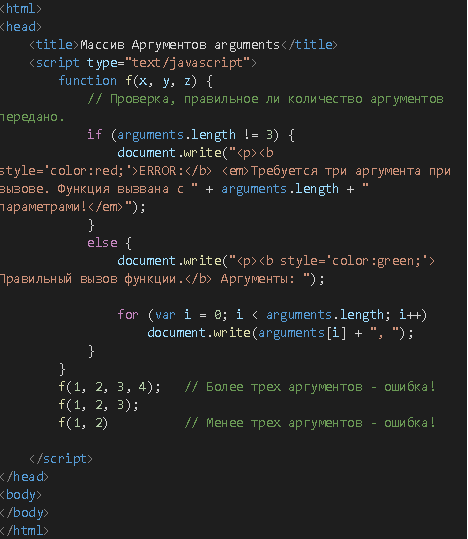 <html>
<head>
    <title>Массив Аргументов arguments</title>
    <script type="text/javascript">
        function f(x, y, z) {
            // Проверка, правильное ли количество аргументов
передано.
            if (arguments.length != 3) {
                document.write("<p><b
style='color:red;'>ERROR:</b> <em>Требуется три аргумента при
вызове. Функция вызвана с " + arguments.length + "
параметрами!</em>");
            }
            else {
                document.write("<p><b style='color:green;'>
Правильный вызов функции.</b> Аргументы: ");

                for (var i = 0; i < arguments.length; i++)
                    document.write(arguments[i] + ", ");
            }
        }
        f(1, 2, 3, 4);   // Более трех аргументов - ошибка!
        f(1, 2, 3);
        f(1, 2)          // Менее трех аргументов - ошибка!

    </script>
</head>
<body>
</body>
</html>